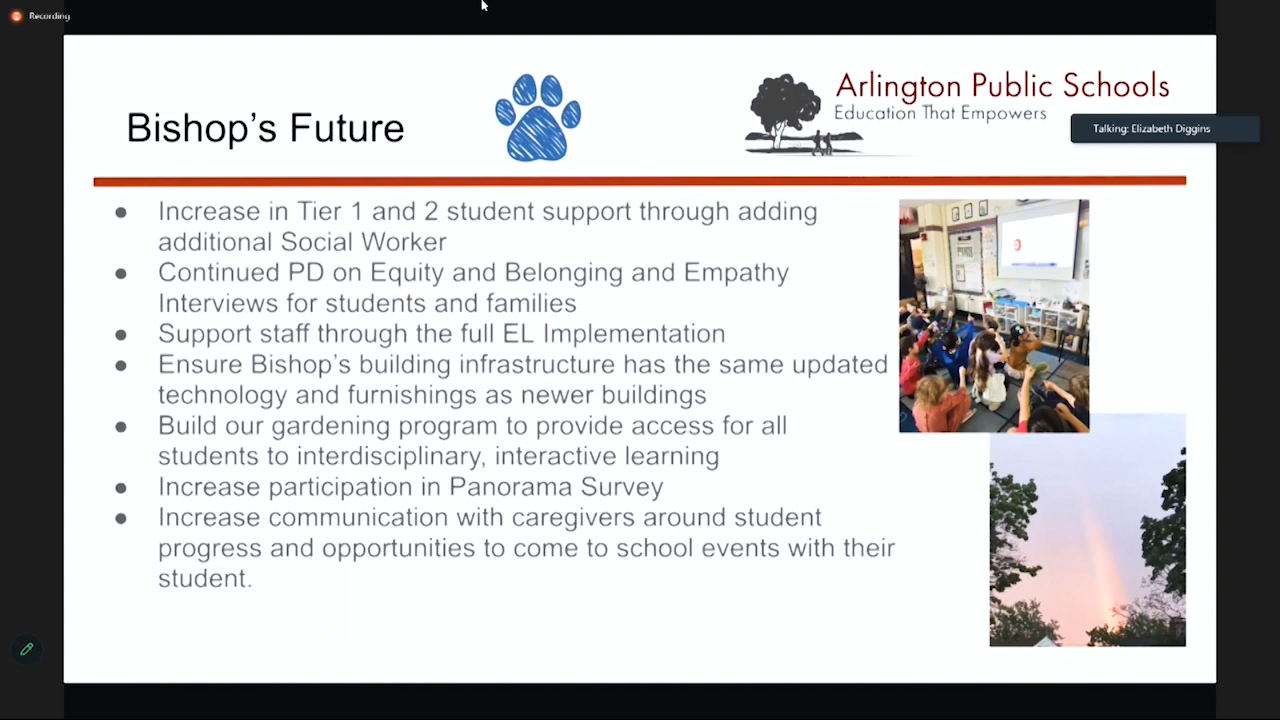 Recording
Arlington Public Schools
Education That Empowers
Bishop's Future
Talking: Elizabeth Diggins
● Increase in Tier 1 and 2 student support through adding
additional Social Worker
● Continued PD on Equity and Belonging and Empathy
Interviews for students and families
● Support staff through the full EL Implementation
● Ensure Bishop's building infrastructure has the same updated
technology and furnishings as newer buildings
● Build our gardening program to provide access for all
students to interdisciplinary, interactive learning
● Increase participation in Panorama Survey
● Increase communication with caregivers around student
progress and opportunities to come to school events with their
student.